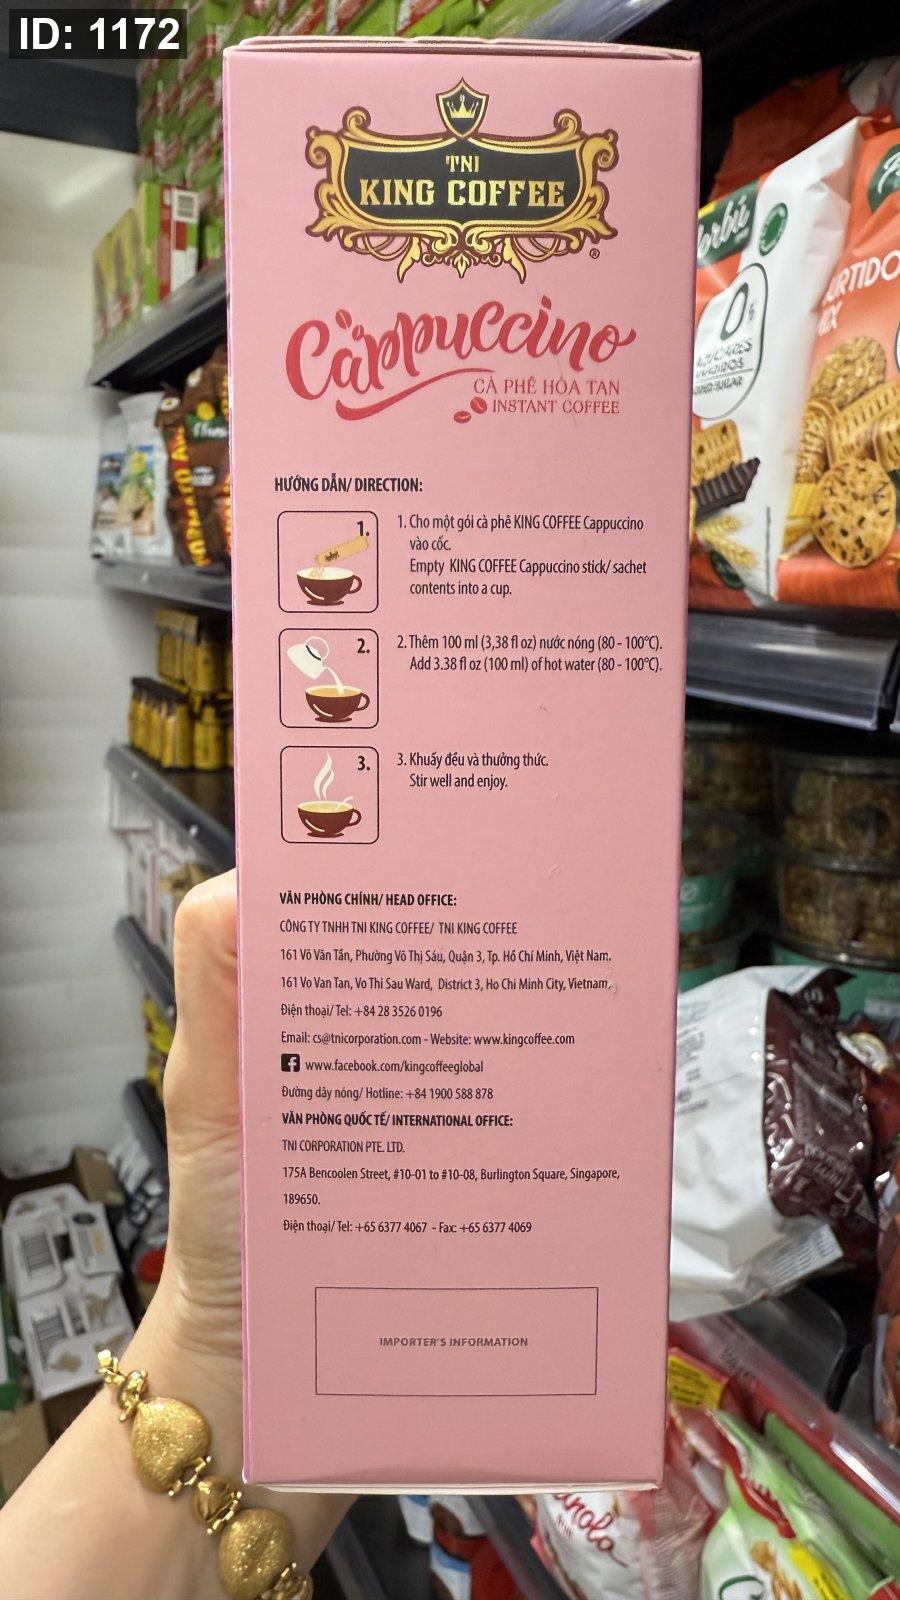 ID: 1172
TNI
KING COFFEE
®
Cappuccino
CÀ PHÊ HÒA TAN
INSTANT COFFEE
HƯỚNG DẪN/ DIRECTION:
1.
1. Cho một gói cà phê KING COFFEE Cappuccino
vào cốc.
Empty KING COFFEE Cappuccino stick/ sachet
contents into a cup.
2.
2. Thêm 100 ml (3,38 fl oz) nước nóng (80 - 100°C).
Add 3.38 fl oz (100 ml) of hot water (80 - 100°C).
3.
3. Khuấy đều và thưởng thức.
Stir well and enjoy.
VĂN PHÒNG CHÍNH/ HEAD OFFICE:
CÔNG TY TNHH TNI KING COFFEE/ TNI KING COFFEE
161 Võ Văn Tần, Phường Võ Thị Sáu, Quận 3, Tp. Hồ Chí Minh, Việt Nam.
161 Vo Van Tan, Vo Thi Sau Ward, District 3, Ho Chi Minh City, Vietnam.
Điện thoại/ Tel: +84 28 3526 0196
Email: cs@tnicorporation.com - Website: www.kingcoffee.com
www.facebook.com/kingcoffeeglobal
Đường dây nóng/ Hotline: +84 1900 588 878
VĂN PHÒNG QUỐC TẾ/ INTERNATIONAL OFFICE:
TNI CORPORATION PTE. LTD.
175A Bencoolen Street, #10-01 to #10-08, Burlington Square, Singapore,
189650.
Điện thoại/ Tel: +65 6377 4067 - Fax: +65 6377 4069
IMPORTER'S INFORMATION
0